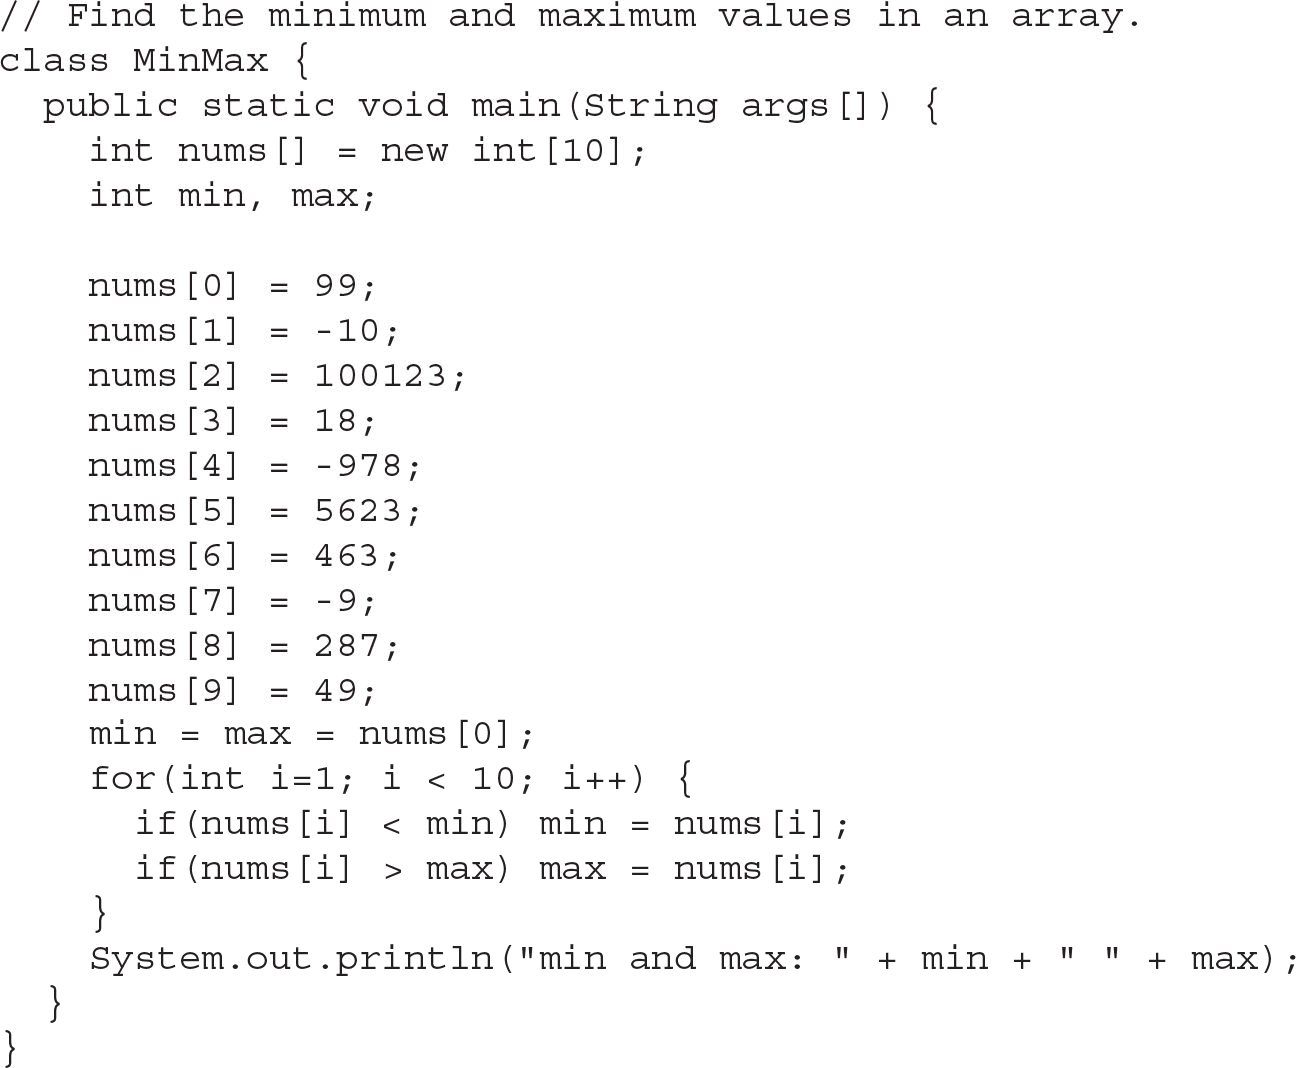 // Find the minimum and maximum values in an array.
class MinMax {
  public static void main(String args[]) {
    int nums[] = new int[10];
    int min, max;

    nums[0] = 99;
    nums[1] = -10;
    nums[2] = 100123;
    nums[3] = 18;
    nums[4] = -978;
    nums[5] = 5623;
    nums[6] = 463;
    nums[7] = -9;
    nums[8] = 287;
    nums[9] = 49;
    min = max = nums[0];
    for(int i=1; i < 10; i++) {
      if(nums[i] < min) min = nums[i];
      if(nums[i] > max) max = nums[i];
    }
    System.out.println("min and max: " + min + " " + max);
  }
}